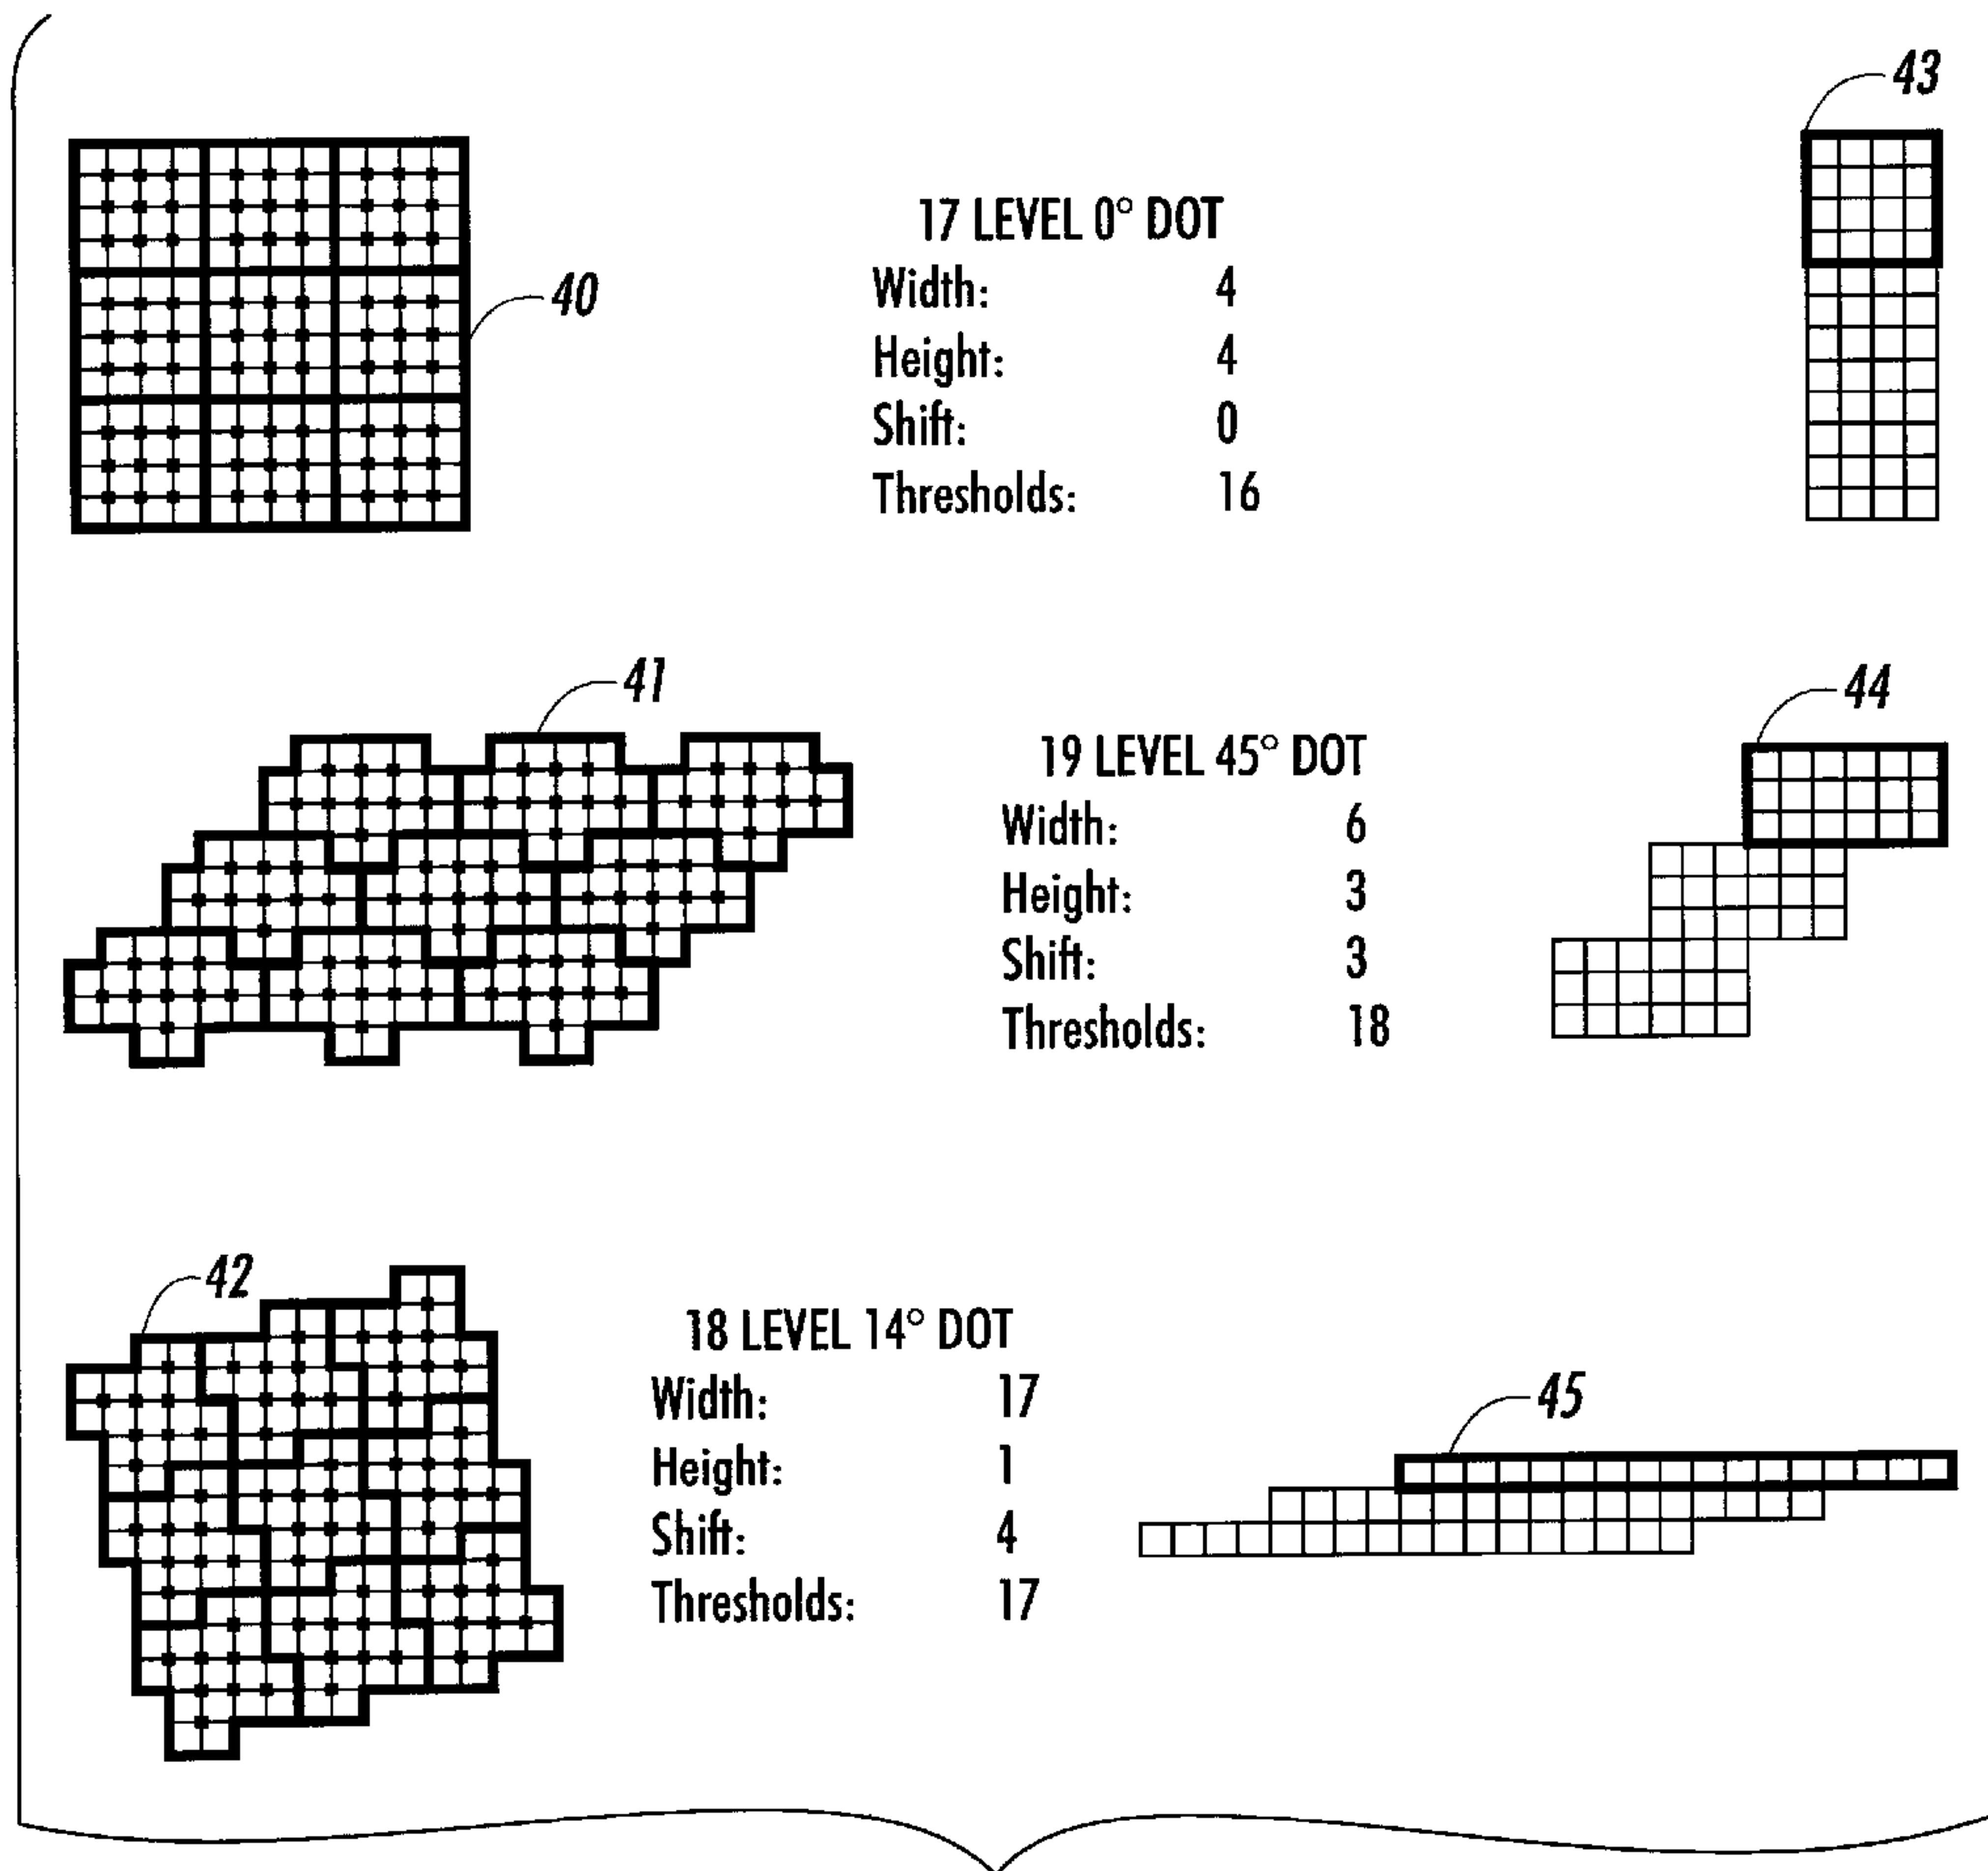 43
17 LEVEL 0° DOT
Width: 4
40
Height: 4
Shift: 0
Thresholds: 16
41
44
19 LEVEL 45° DOT
Width: 6
Height: 3
Shift: 3
Thresholds: 18
42
18 LEVEL 14° DOT
Width: 17
45
Height: 1
Shift: 4
Thresholds: 17